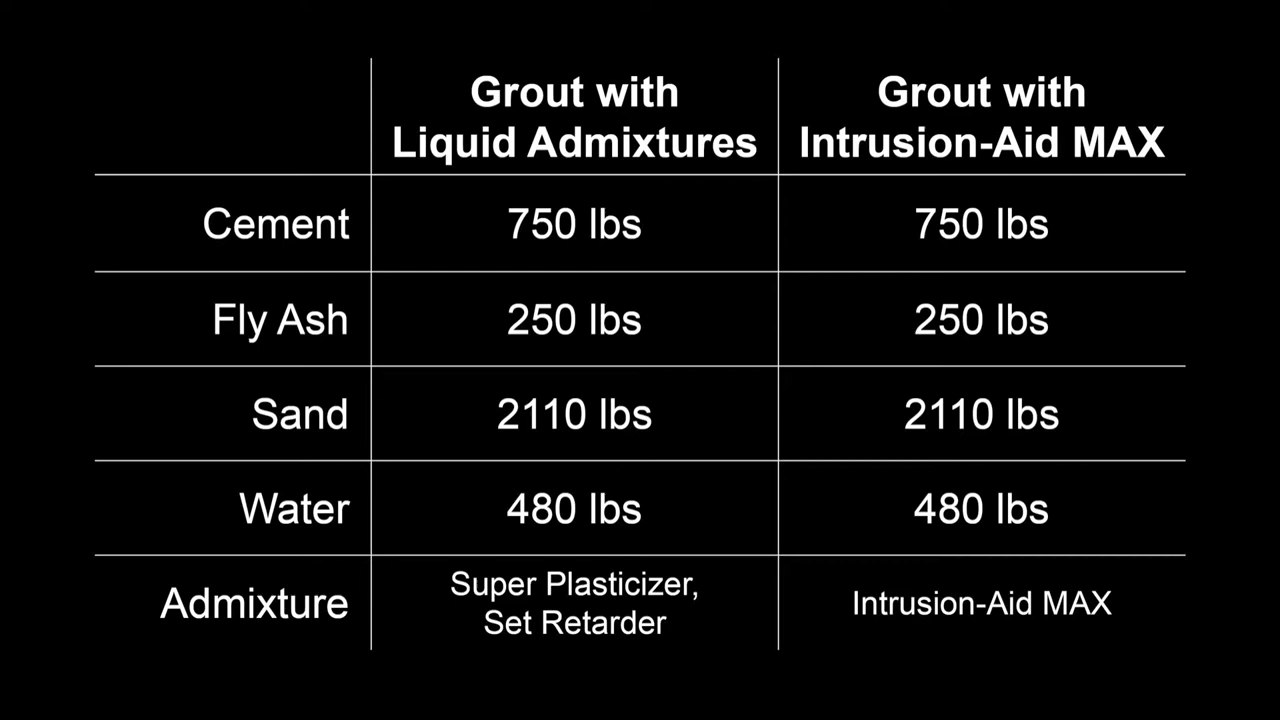 Grout with Grout with
Liquid Admixtures Intrusion-Aid MAX
Cement 750 lbs 750 lbs
Fly Ash 250 lbs 250 lbs
Sand 2110 lbs 2110 lbs
Water 480 lbs 480 lbs
Admixture Super Plasticizer, Set Retarder Intrusion-Aid MAX